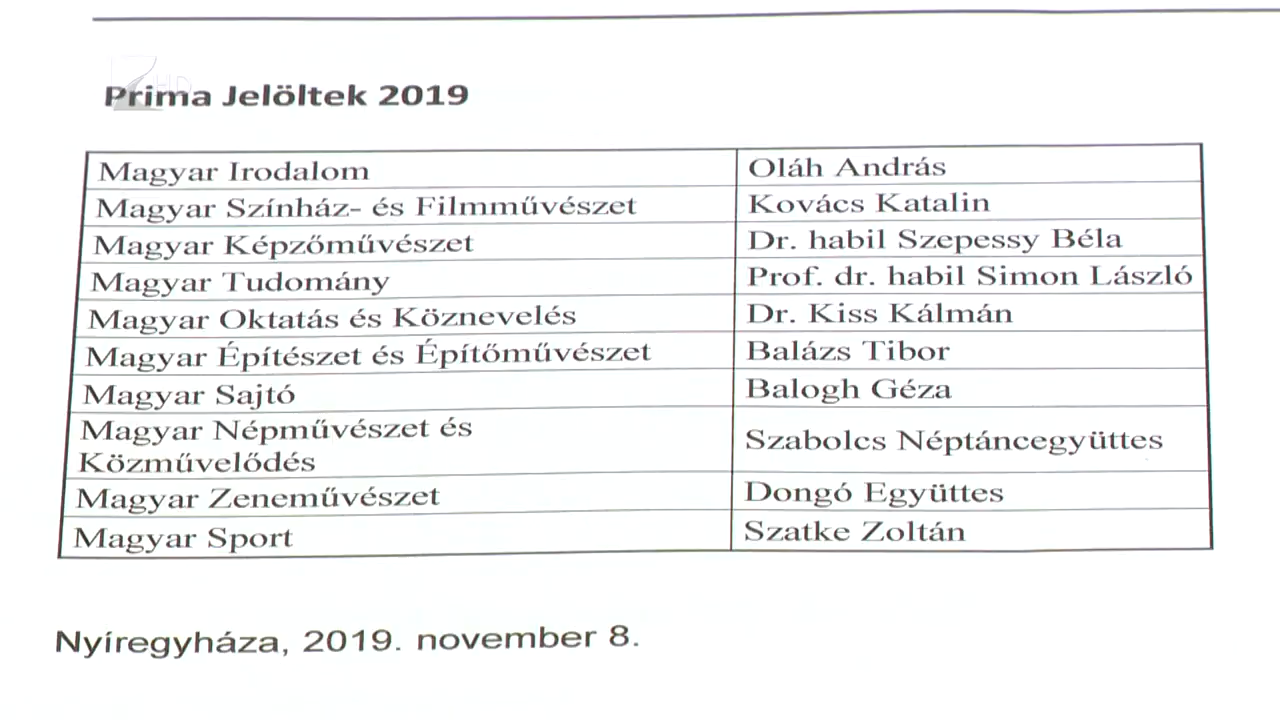 Prima Jelöltek 2019
Magyar Irodalom Oláh András
Magyar Színház- és Filmművészet Kovács Katalin
Magyar Képzőművészet Dr. habil Szepessy Béla
Magyar Tudomány Prof. dr. habil Simon László
Magyar Oktatás és Köznevelés Dr. Kiss Kálmán
Magyar Építészet és Építőművészet Balázs Tibor
Magyar Sajtó Balogh Géza
Magyar Népművészet és
Közművelődés Szabolcs Néptáncegyüttes
Magyar Zeneművészet Dongó Együttes
Magyar Sport Szatke Zoltán
Nyíregyháza, 2019. november 8.